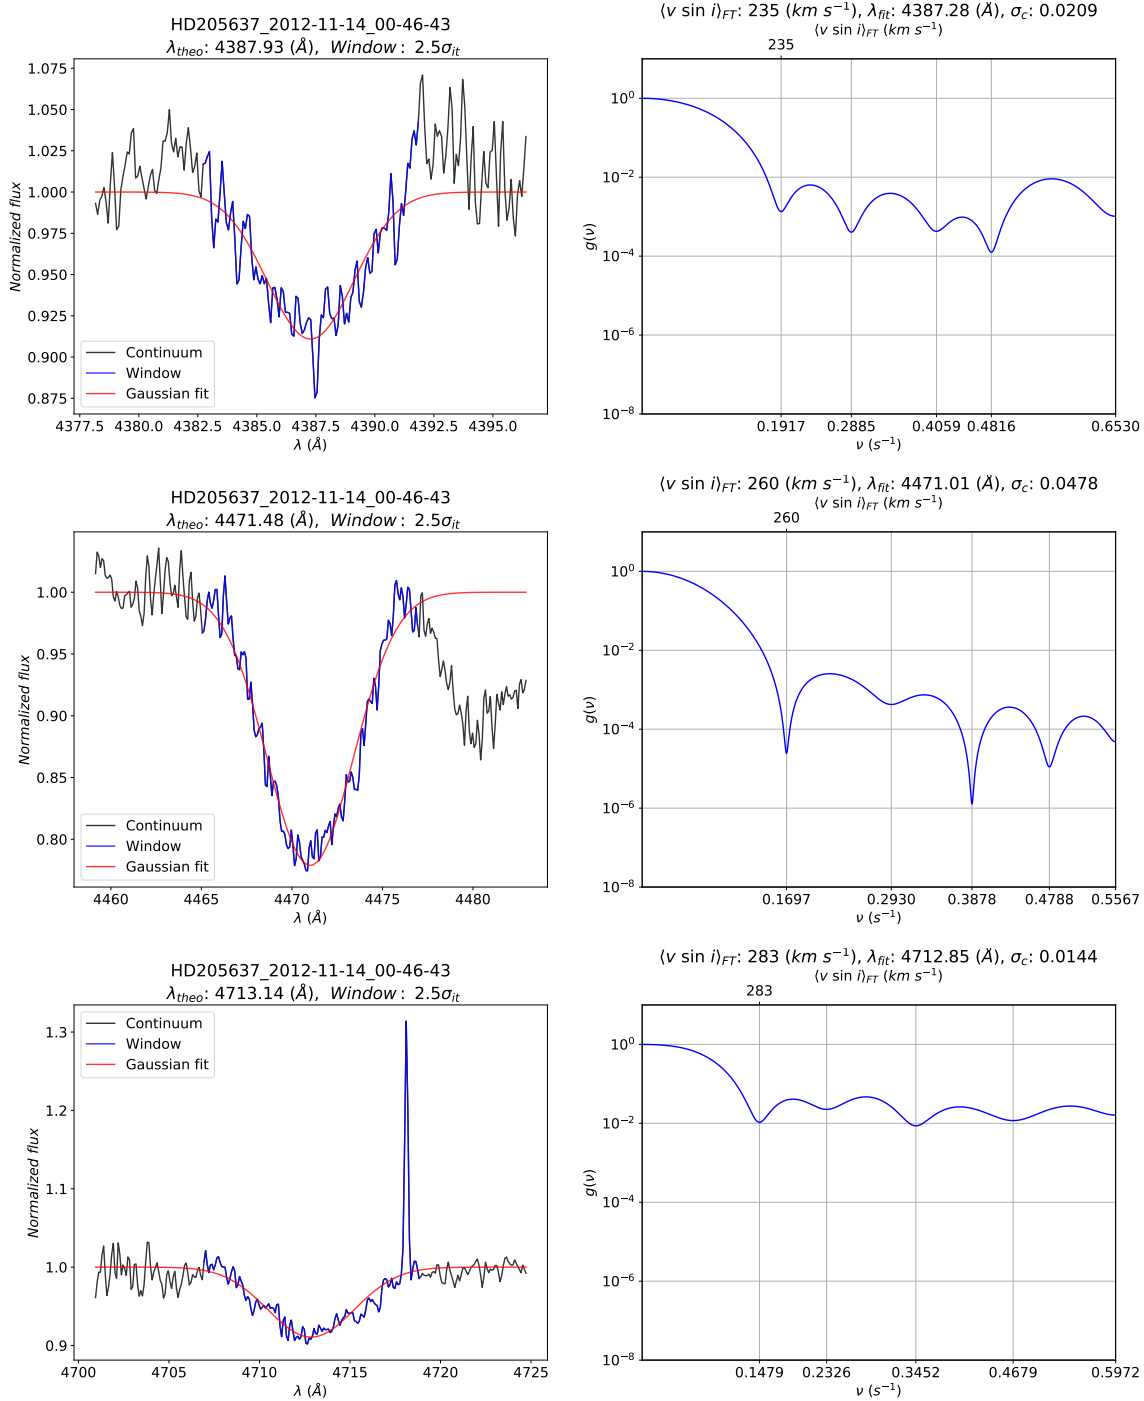 HD205637_2012-11-14_00-46-43
λtheo: 4387.93 (Å), Window : 2.5σit
1.075
1.050
1.025
1.000
0.975
0.950
0.925
0.900
0.875
Normalized flux
Continuum
Window
Gaussian fit
4377.5 4380.0 4382.5 4385.0 4387.5 4390.0 4392.5 4395.0
λ (Å)
⟨v sin i⟩FT: 235 (km s⁻¹), λfit: 4387.28 (Å), σc: 0.0209
⟨v sin i⟩FT (km s⁻¹)
235
10⁰
10⁻²
10⁻⁴
10⁻⁶
10⁻⁸
g(ν)
0.1917 0.2885 0.4059 0.4816 0.6530
ν (s⁻¹)
HD205637_2012-11-14_00-46-43
λtheo: 4471.48 (Å), Window : 2.5σit
1.00
0.95
0.90
0.85
0.80
Normalized flux
Continuum
Window
Gaussian fit
4460 4465 4470 4475 4480
λ (Å)
⟨v sin i⟩FT: 260 (km s⁻¹), λfit: 4471.01 (Å), σc: 0.0478
⟨v sin i⟩FT (km s⁻¹)
260
10⁰
10⁻²
10⁻⁴
10⁻⁶
10⁻⁸
g(ν)
0.1697 0.2930 0.3878 0.4788 0.5567
ν (s⁻¹)
HD205637_2012-11-14_00-46-43
λtheo: 4713.14 (Å), Window : 2.5σit
1.3
1.2
1.1
1.0
0.9
Normalized flux
Continuum
Window
Gaussian fit
4700 4705 4710 4715 4720 4725
λ (Å)
⟨v sin i⟩FT: 283 (km s⁻¹), λfit: 4712.85 (Å), σc: 0.0144
⟨v sin i⟩FT (km s⁻¹)
283
10⁰
10⁻²
10⁻⁴
10⁻⁶
10⁻⁸
g(ν)
0.1479 0.2326 0.3452 0.4679 0.5972
ν (s⁻¹)